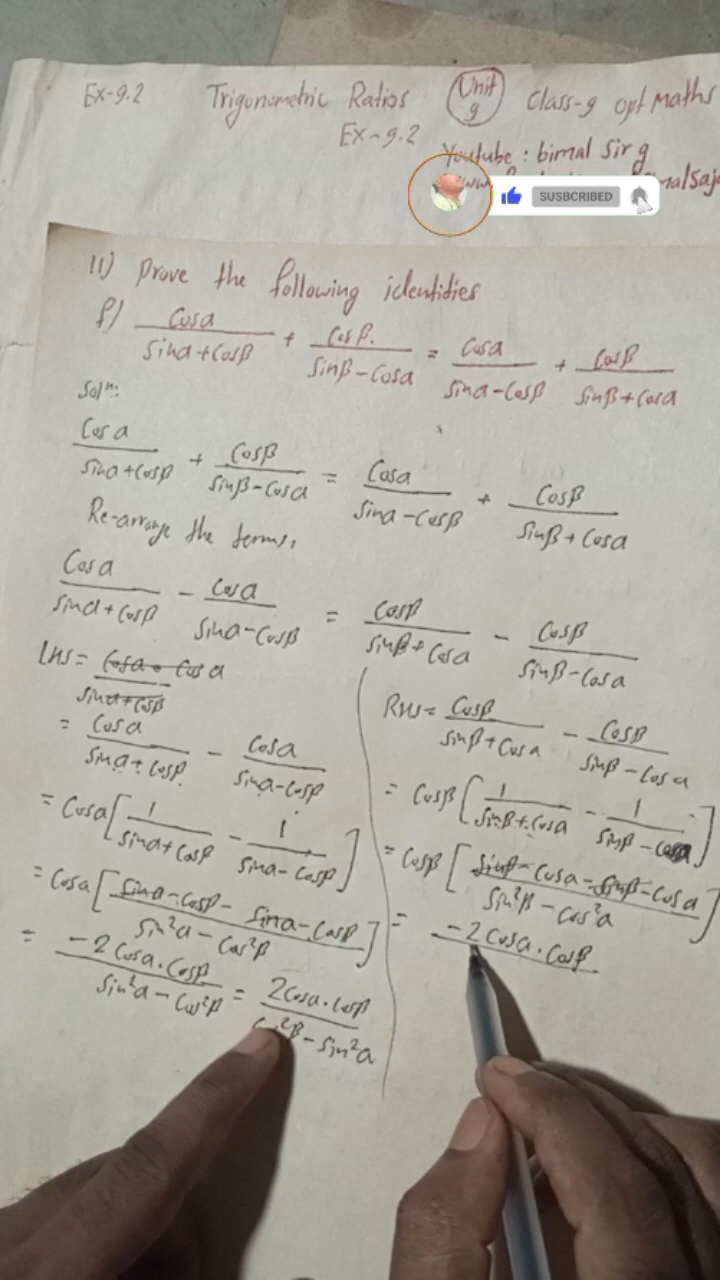 Ex-9.2 Trigonometric Ratios Unit 9 Class-9 opt Maths
Ex-9.2
Youtube : bimal Sir g
SUSBCRIBED
11) Prove the following identities
f) Cosα/(Sinα+Cosβ) + Cosβ/(Sinβ-Cosα) = Cosα/(Sinα-Cosβ) + Cosβ/(Sinβ+Cosα)
Solⁿ:
Cosα/(Sinα+Cosβ) + Cosβ/(Sinβ-Cosα) = Cosα/(Sinα-Cosβ) + Cosβ/(Sinβ+Cosα)
Re-arrange the terms,
Cosα/(Sinα+Cosβ) - Cosα/(Sinα-Cosβ) = Cosβ/(Sinβ+Cosα) - Cosβ/(Sinβ-Cosα)
LHS =
= Cosα/(Sinα+Cosβ) - Cosα/(Sinα-Cosβ)
= Cosα[1/(Sinα+Cosβ) - 1/(Sinα-Cosβ)]
= Cosα[(Sinα-Cosβ-Sinα-Cosβ)/(Sin²α-Cos²β)]
= -2Cosα.Cosβ/(Sin²α-Cos²β) = 2Cosα.Cosβ/(Cos²β-Sin²α)
RHS = Cosβ/(Sinβ+Cosα) - Cosβ/(Sinβ-Cosα)
= Cosβ[1/(Sinβ+Cosα) - 1/(Sinβ-Cosα)]
= Cosβ[(Sinβ-Cosα-Sinβ-Cosα)/(Sin²β-Cos²α)]
= -2Cosα.Cosβ